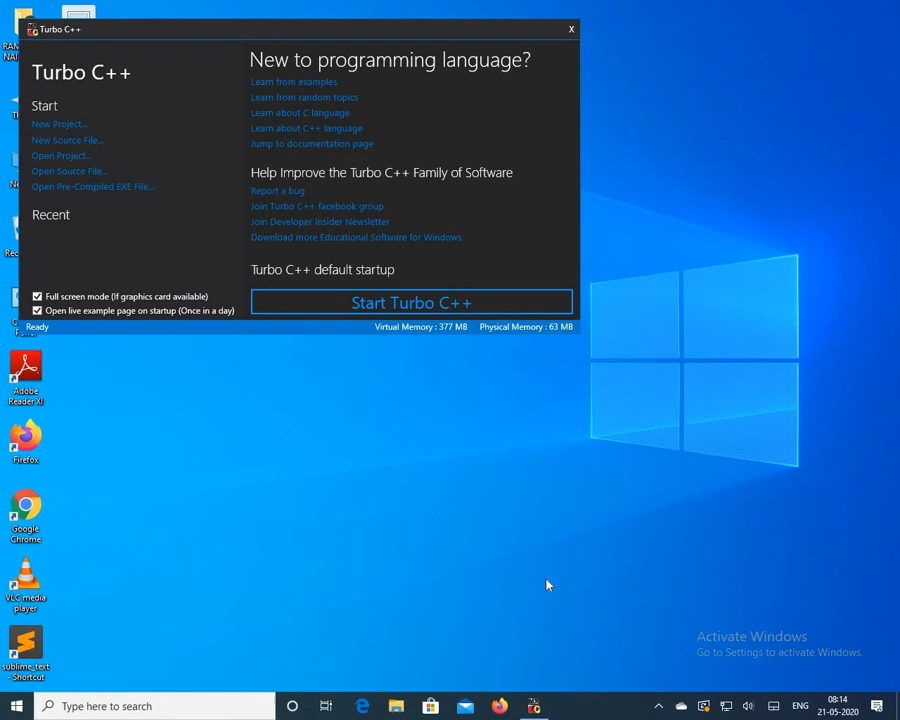 Turbo C++
X
Turbo C++
Start
New Project...
New Source File...
Open Project...
Open Source File...
Open Pre-Compiled EXE File...
Recent
Full screen mode (If graphics card available)
Open live example page on startup (Once in a day)
Ready
New to programming language?
Learn from examples
Learn from random topics
Learn about C language
Learn about C++ language
Jump to documentation page
Help Improve the Turbo C++ Family of Software
Report a bug
Join Turbo C++ facebook group
Join Developer Insider Newsletter
Download more Educational Software for Windows
Turbo C++ default startup
Start Turbo C++
Virtual Memory : 377 MB
Physical Memory : 63 MB
Adobe
Reader XI
Firefox
Google
Chrome
VLC media
player
sublime_text
- Shortcut
Activate Windows
Go to Settings to activate Windows.
Type here to search
ENG
08:14
21-05-2020